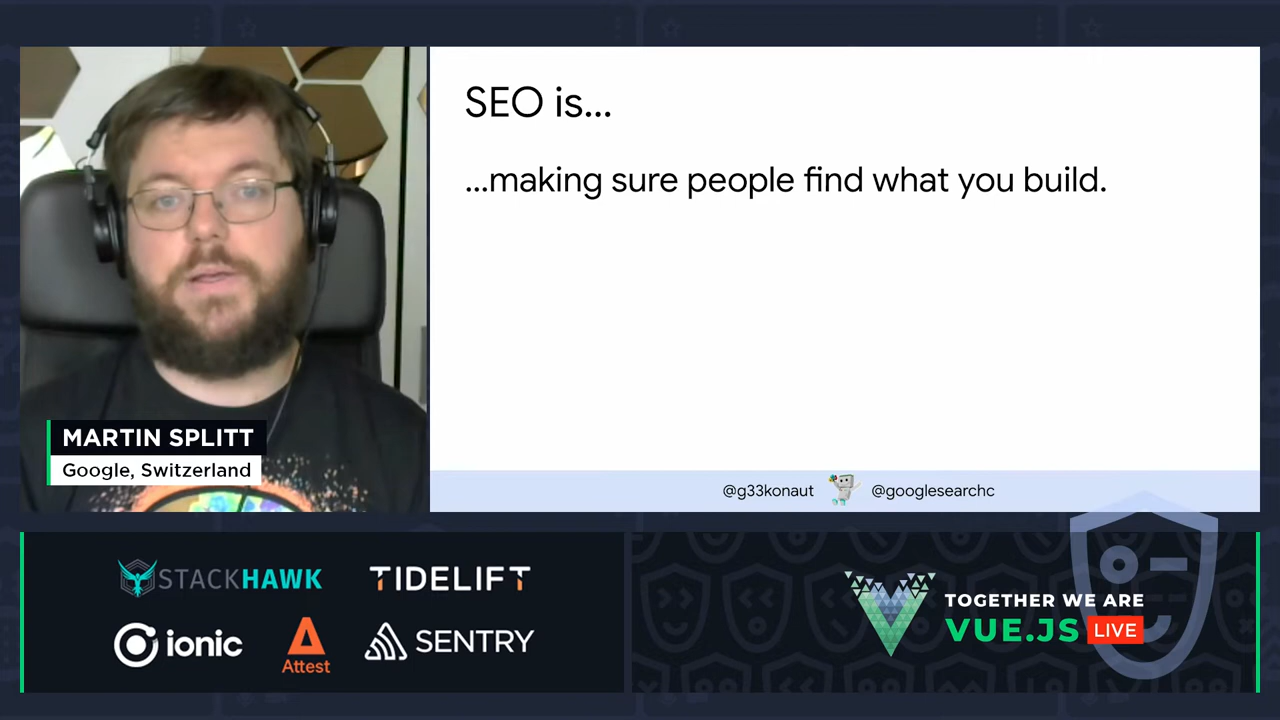 SEO is...
...making sure people find what you build.
MARTIN SPLITT
Google, Switzerland
@g33konaut @googlesearchc
STACKHAWK
TIDELIFT
ionic
Attest
SENTRY
TOGETHER WE ARE
VUE.JS LIVE